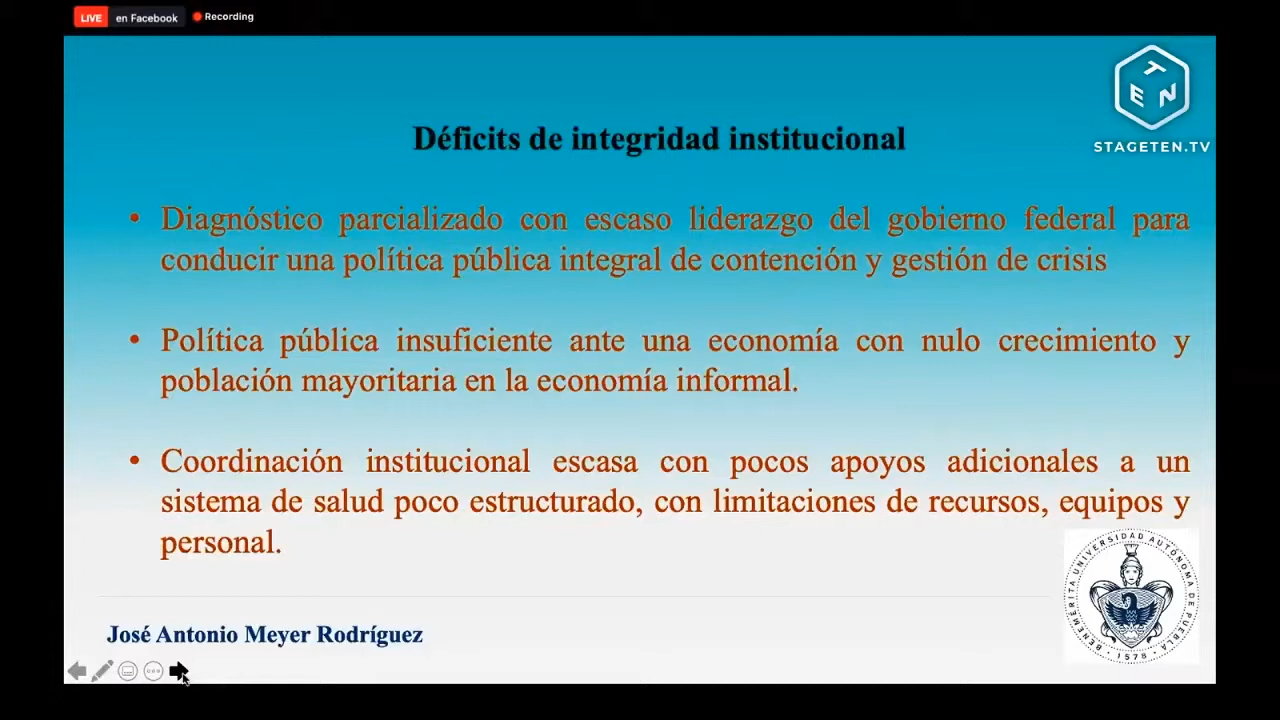 LIVE en Facebook Recording
TEN
STAGETEN.TV
Déficits de integridad institucional
• Diagnóstico parcializado con escaso liderazgo del gobierno federal para
conducir una política pública integral de contención y gestión de crisis
• Política pública insuficiente ante una economía con nulo crecimiento y
población mayoritaria en la economía informal.
• Coordinación institucional escasa con pocos apoyos adicionales a un
sistema de salud poco estructurado, con limitaciones de recursos, equipos y
personal.
BENEMÉRITA UNIVERSIDAD AUTÓNOMA DE PUEBLA
1578
José Antonio Meyer Rodríguez